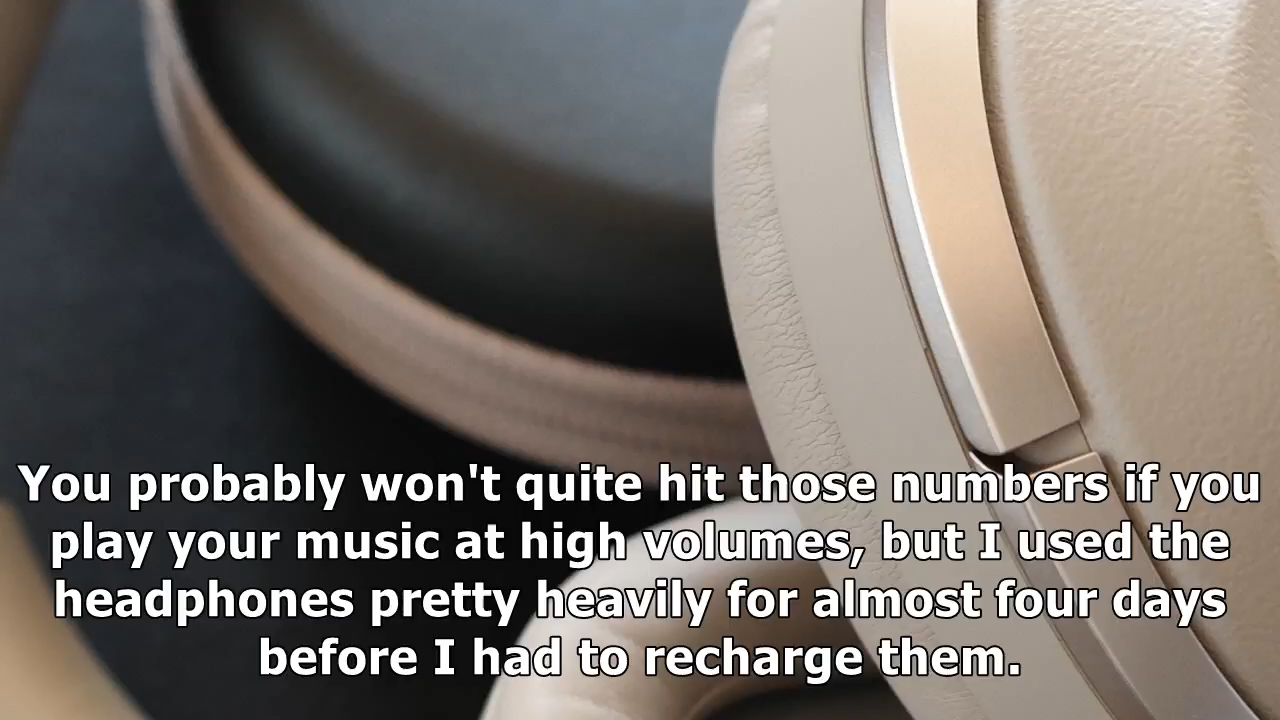 You probably won't quite hit those numbers if you
play your music at high volumes, but I used the
headphones pretty heavily for almost four days
before I had to recharge them.